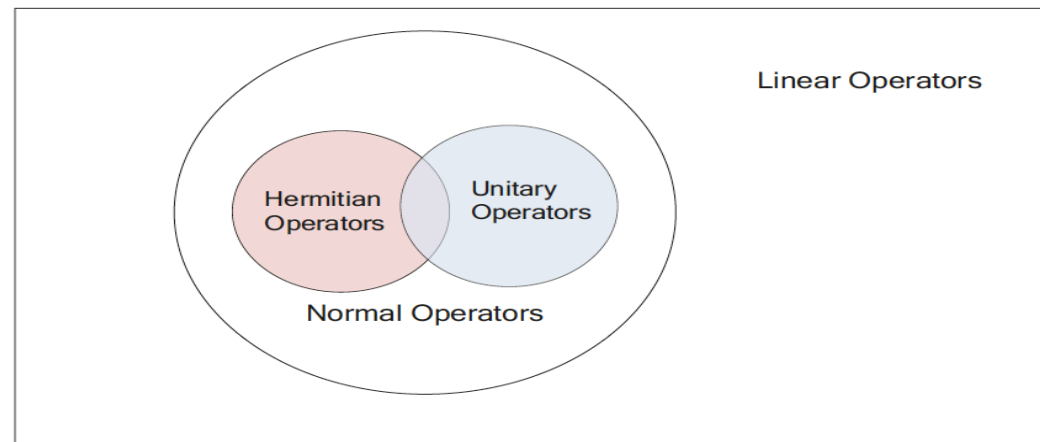 Linear Operators
Hermitian
Operators
Unitary
Operators
Normal Operators